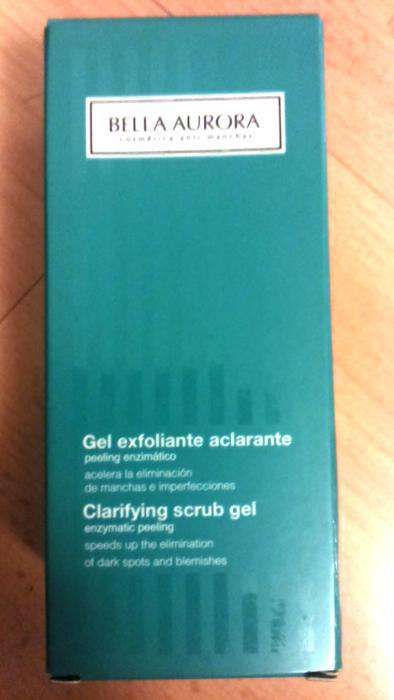 BELLA AURORA
cosmética anti manchas
Gel exfoliante aclarante
peeling enzimático
acelera la eliminación
de manchas e imperfecciones
Clarifying scrub gel
enzymatic peeling
speeds up the elimination
of dark spots and blemishes